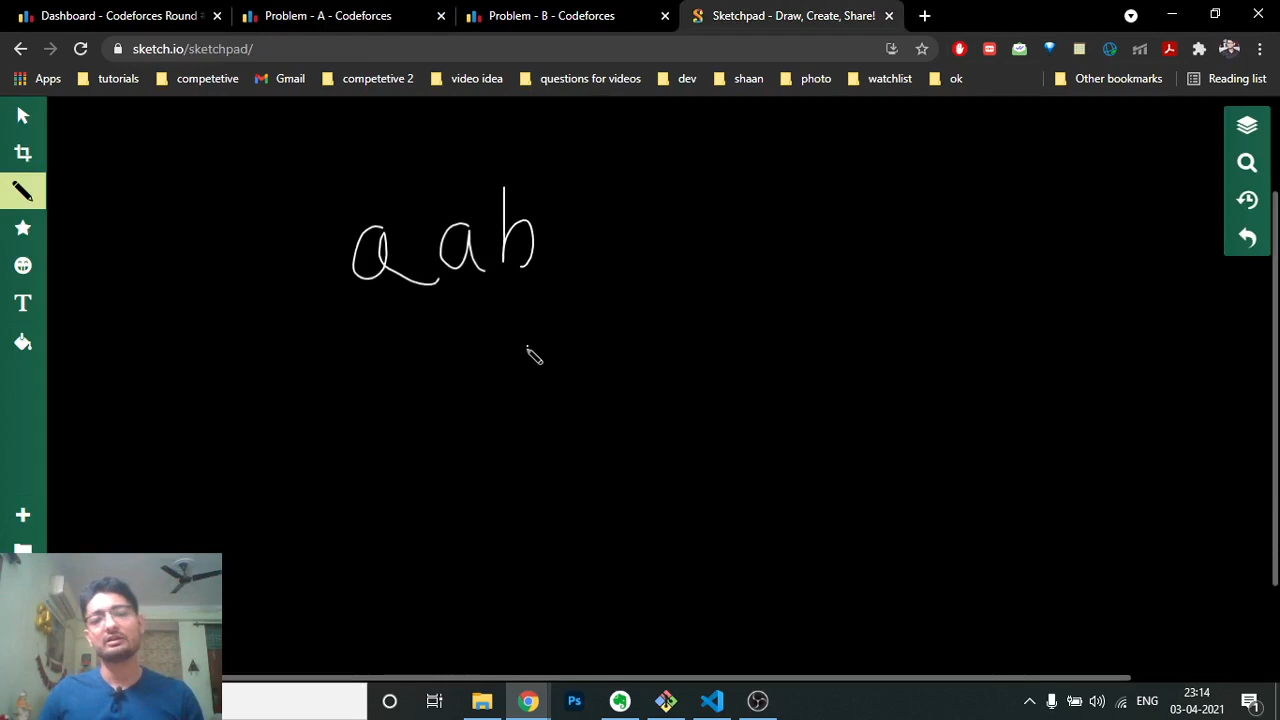 Dashboard - Codeforces Round
Problem - A - Codeforces
Problem - B - Codeforces
Sketchpad - Draw, Create, Share!
sketch.io/sketchpad/
Apps tutorials competetive Gmail competetive 2 video idea questions for videos dev shaan photo watchlist ok Other bookmarks Reading list
a a b
T
Ps
ENG
23:14
03-04-2021
1